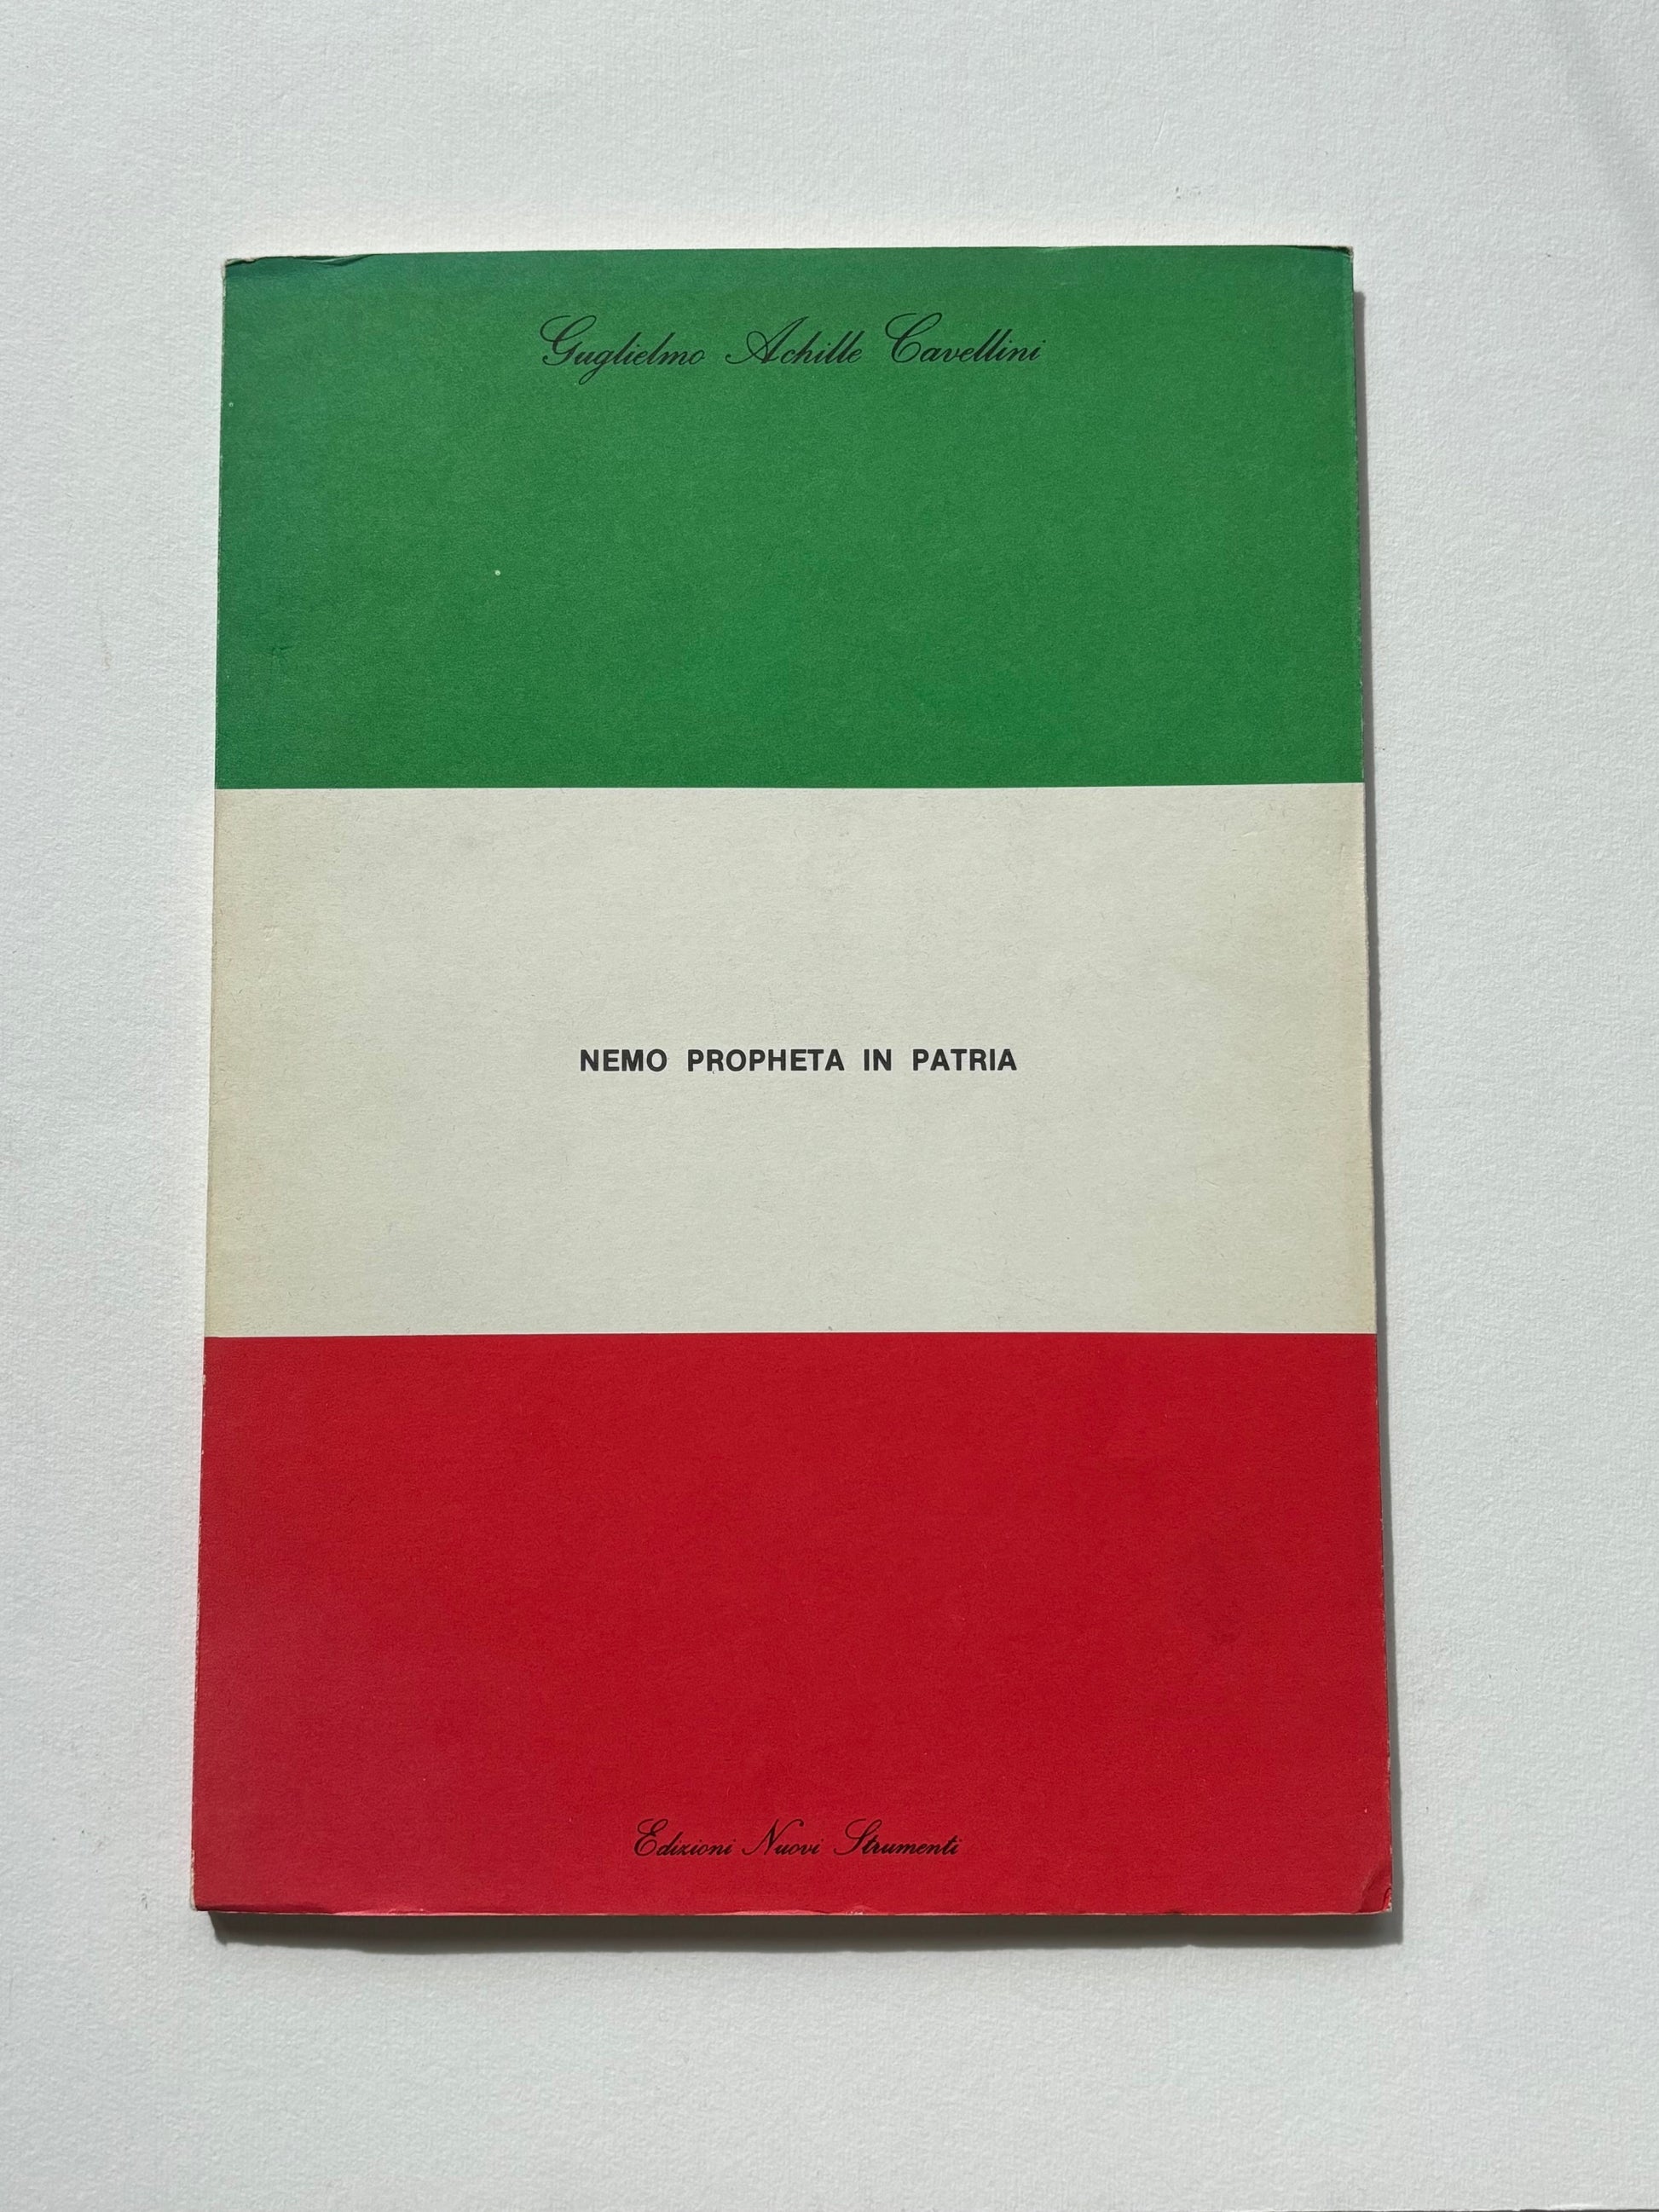 Guglielmo Achille Cavellini
NEMO PROPHETA IN PATRIA
Edizioni Nuovi Strumenti